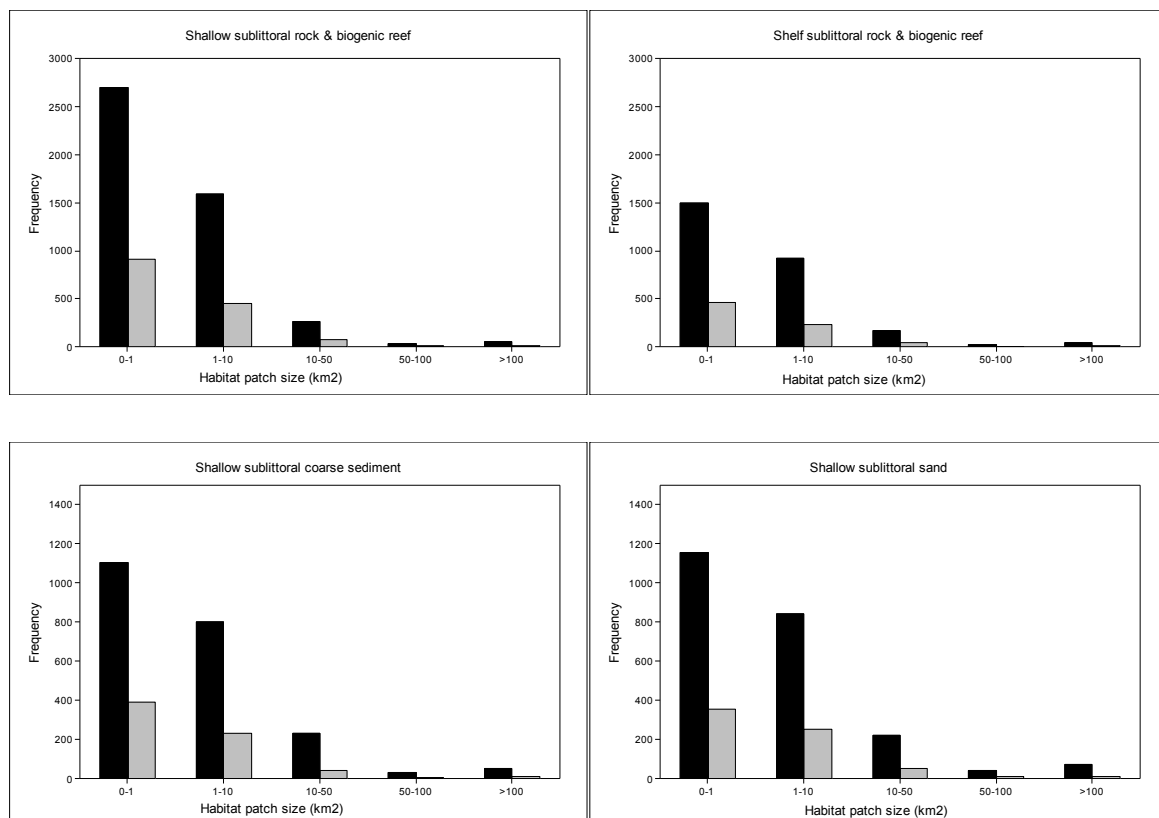 Shallow sublittoral rock & biogenic reef
3000
2500
2000
1500
1000
500
0
Frequency
0-1 1-10 10-50 50-100 >100
Habitat patch size (km2)
Shelf sublittoral rock & biogenic reef
3000
2500
2000
1500
1000
500
0
Frequency
0-1 1-10 10-50 50-100 >100
Habitat patch size (km2)
Shallow sublittoral coarse sediment
1400
1200
1000
800
600
400
200
0
Frequency
0-1 1-10 10-50 50-100 >100
Habitat patch size (km2)
Shallow sublittoral sand
1400
1200
1000
800
600
400
200
0
Frequency
0-1 1-10 10-50 50-100 >100
Habitat patch size (km2)